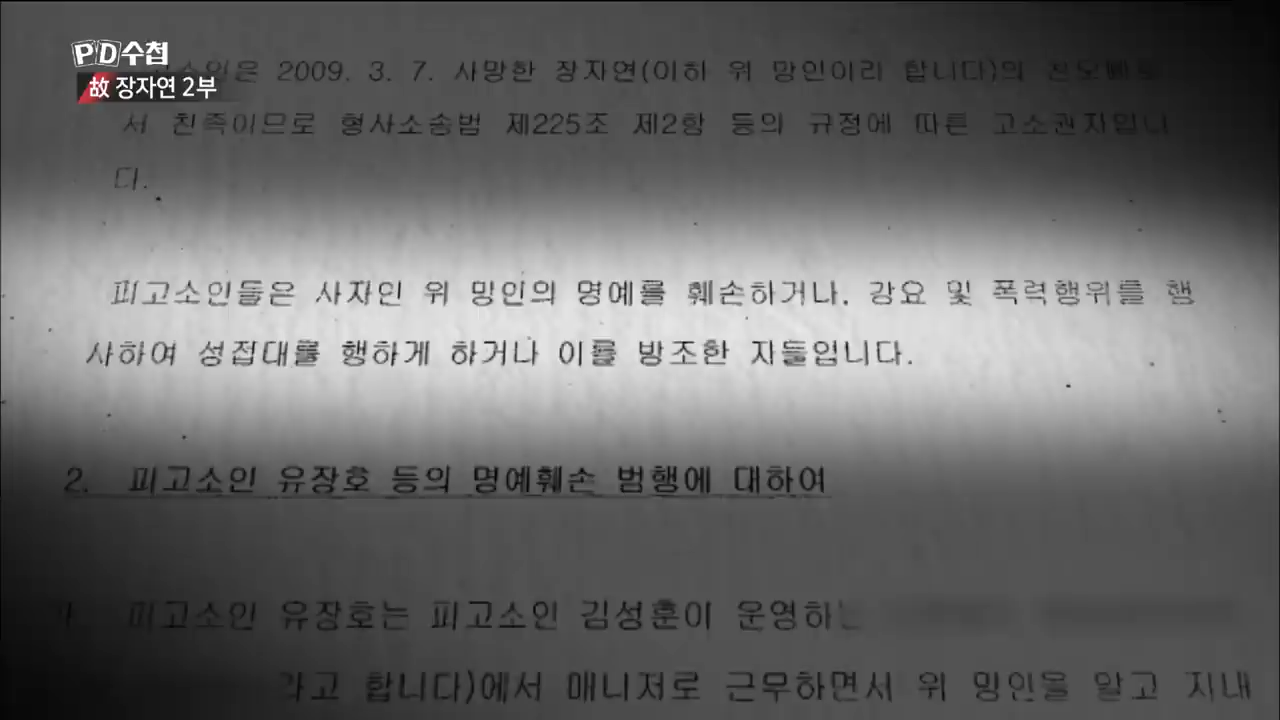 PD수첩
故 장자연 2부
소인은 2009. 3. 7. 사망한 장자연(이하 위 망인이라 합니다)의 친오빠로
서 친족이므로 형사소송법 제225조 제2항 등의 규정에 따른 고소권자입니
다.
피고소인들은 사자인 위 망인의 명예를 훼손하거나, 강요 및 폭력행위를 행
사하여 성접대를 행하게 하거나 이를 방조한 자들입니다.
2. 피고소인 유장호 등의 명예훼손 범행에 대하여
피고소인 유장호는 피고소인 김성훈이 운영하는
라고 합니다)에서 매니저로 근무하면서 위 망인을 알고 지내